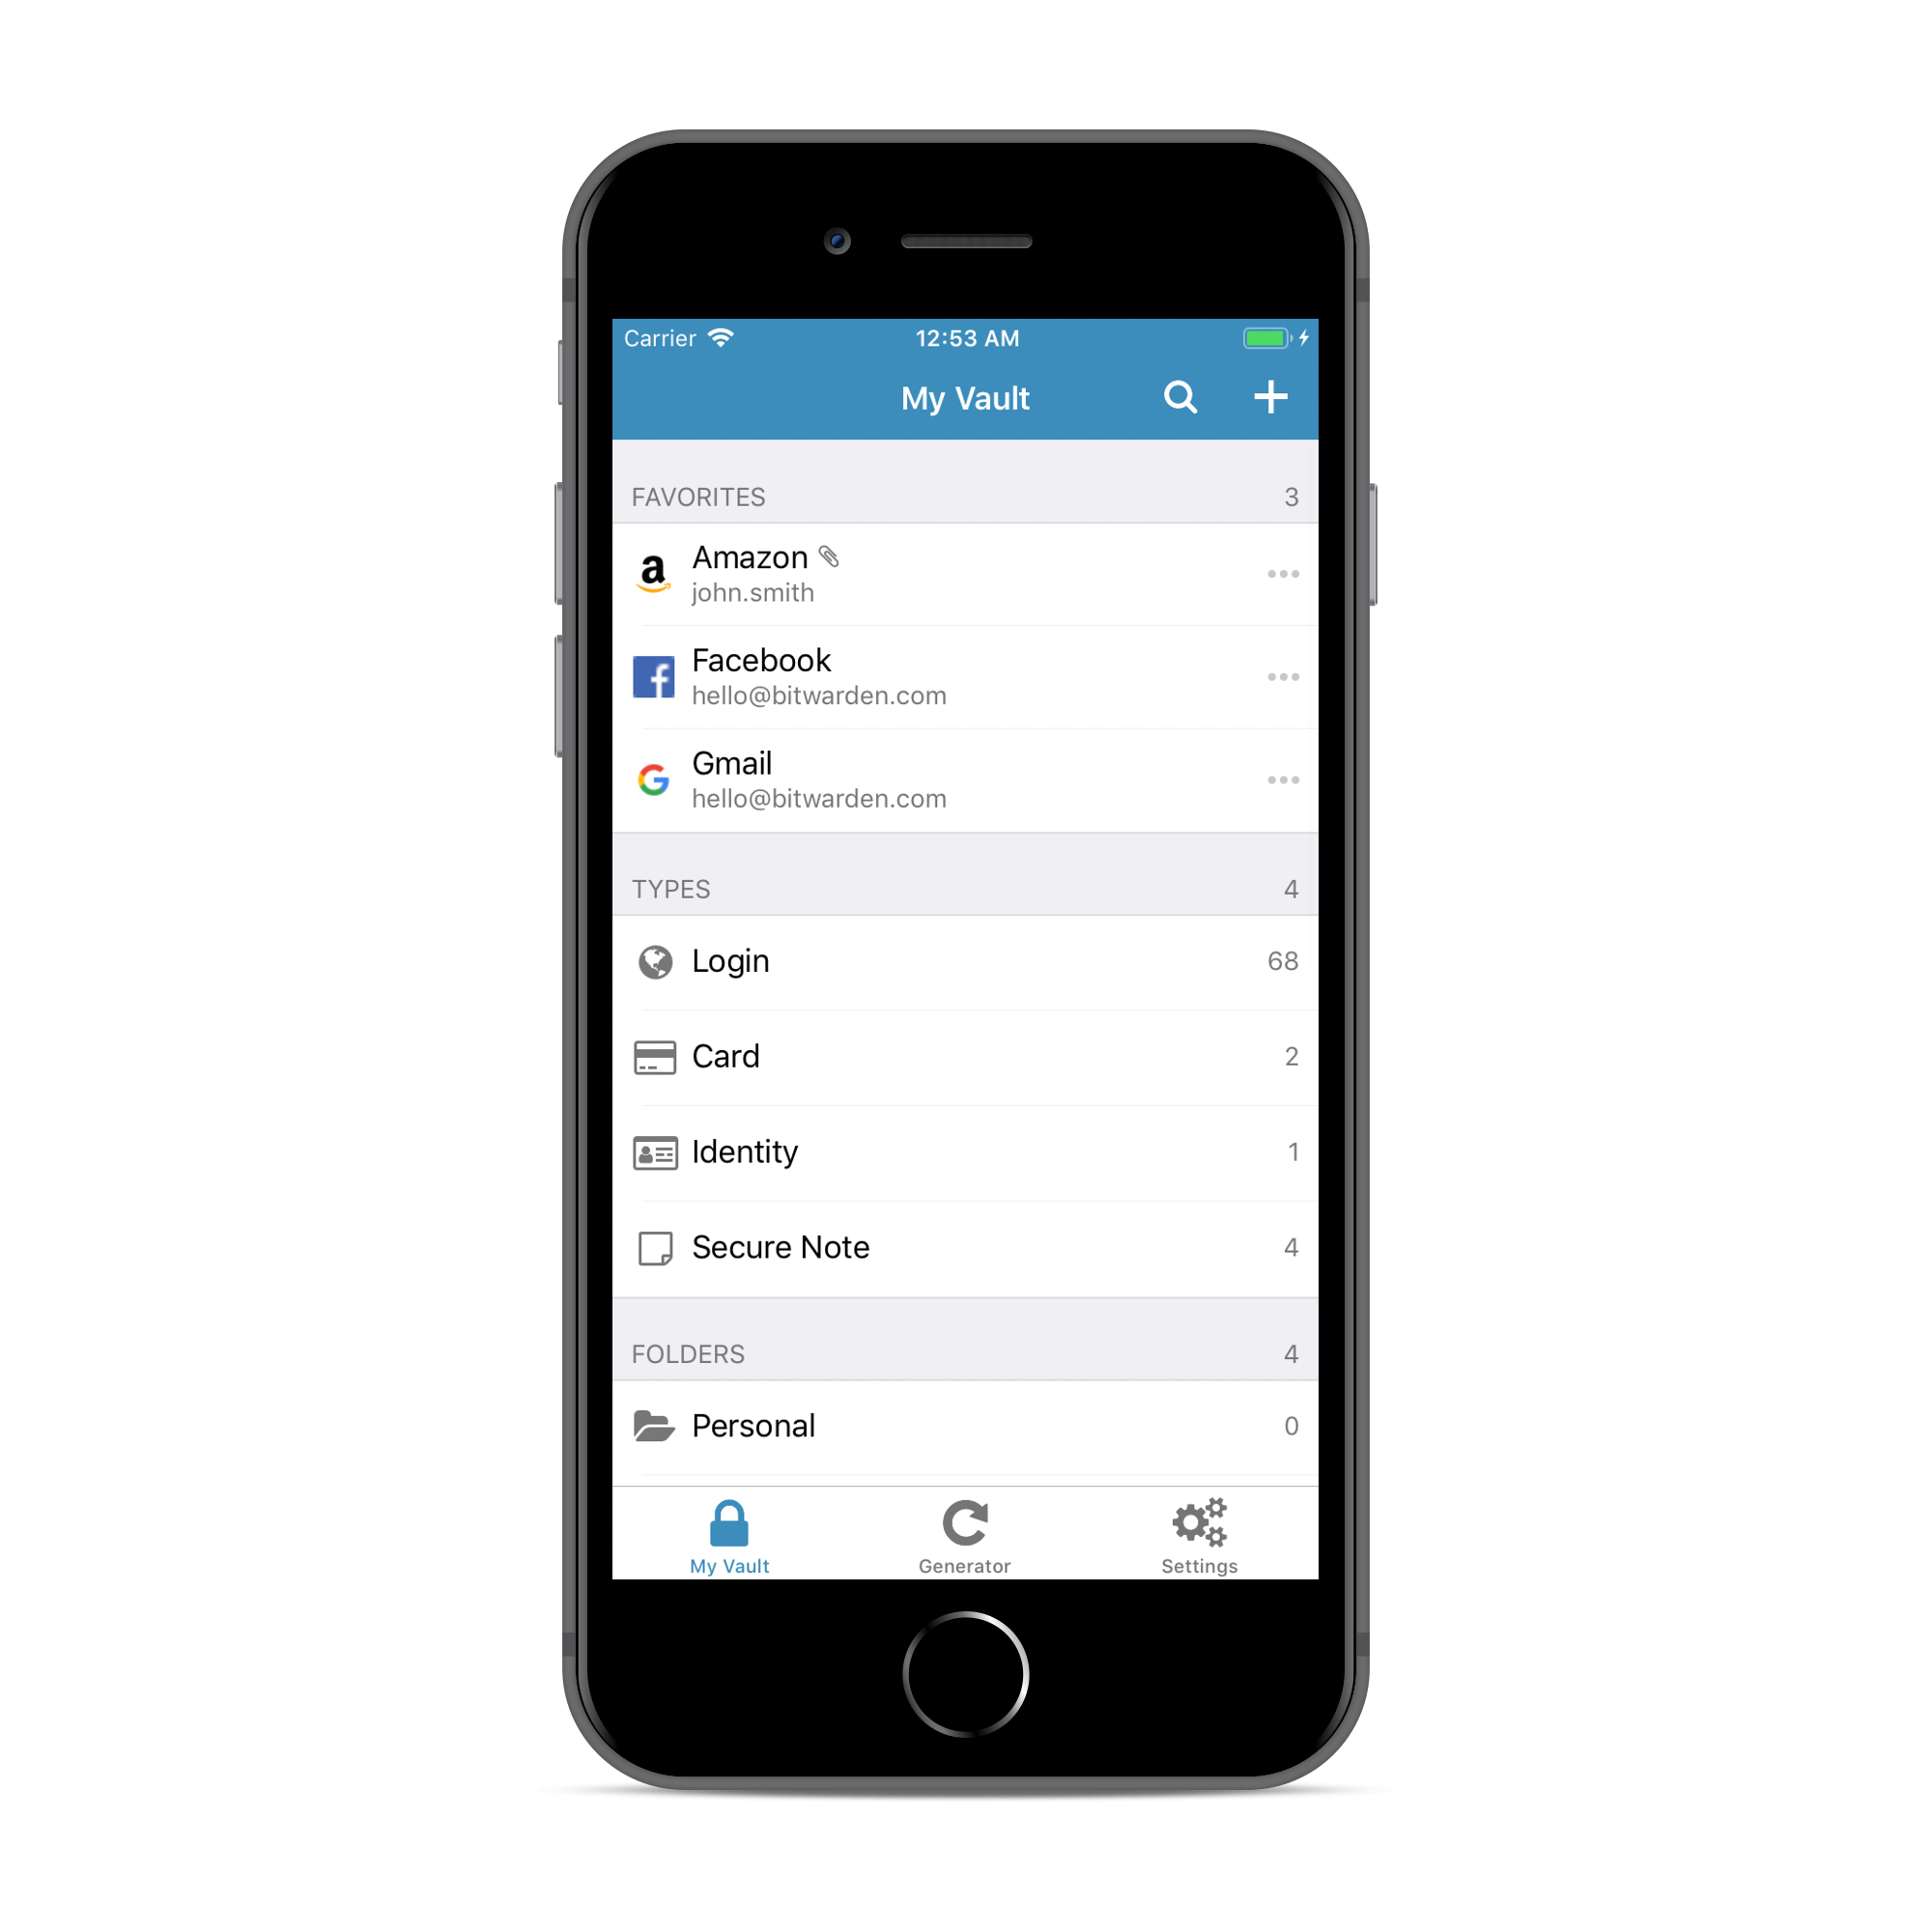 Carrier 12:53 AM
My Vault
FAVORITES 3
Amazon
john.smith
Facebook
hello@bitwarden.com
Gmail
hello@bitwarden.com
TYPES 4
Login 68
Card 2
Identity 1
Secure Note 4
FOLDERS 4
Personal 0
My Vault Generator Settings